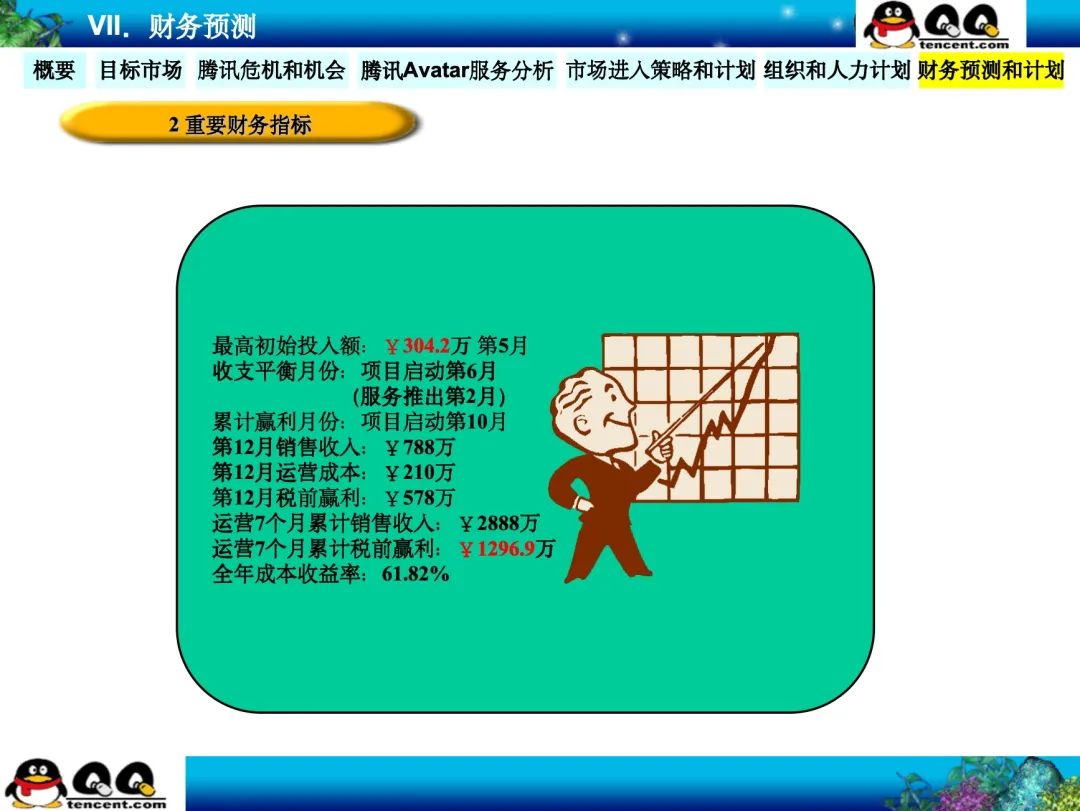 VII. 财务预测
QQ
tencent.com
概要 目标市场 腾讯危机和机会 腾讯Avatar服务分析 市场进入策略和计划 组织和人力计划 财务预测和计划
2 重要财务指标
最高初始投入额：￥304.2万 第5月
收支平衡月份：项目启动第6月
(服务推出第2月)
累计赢利月份：项目启动第10月
第12月销售收入：￥788万
第12月运营成本：￥210万
第12月税前赢利：￥578万
运营7个月累计销售收入：￥2888万
运营7个月累计税前赢利：￥1296.9万
全年成本收益率：61.82%
QQ
tencent.com